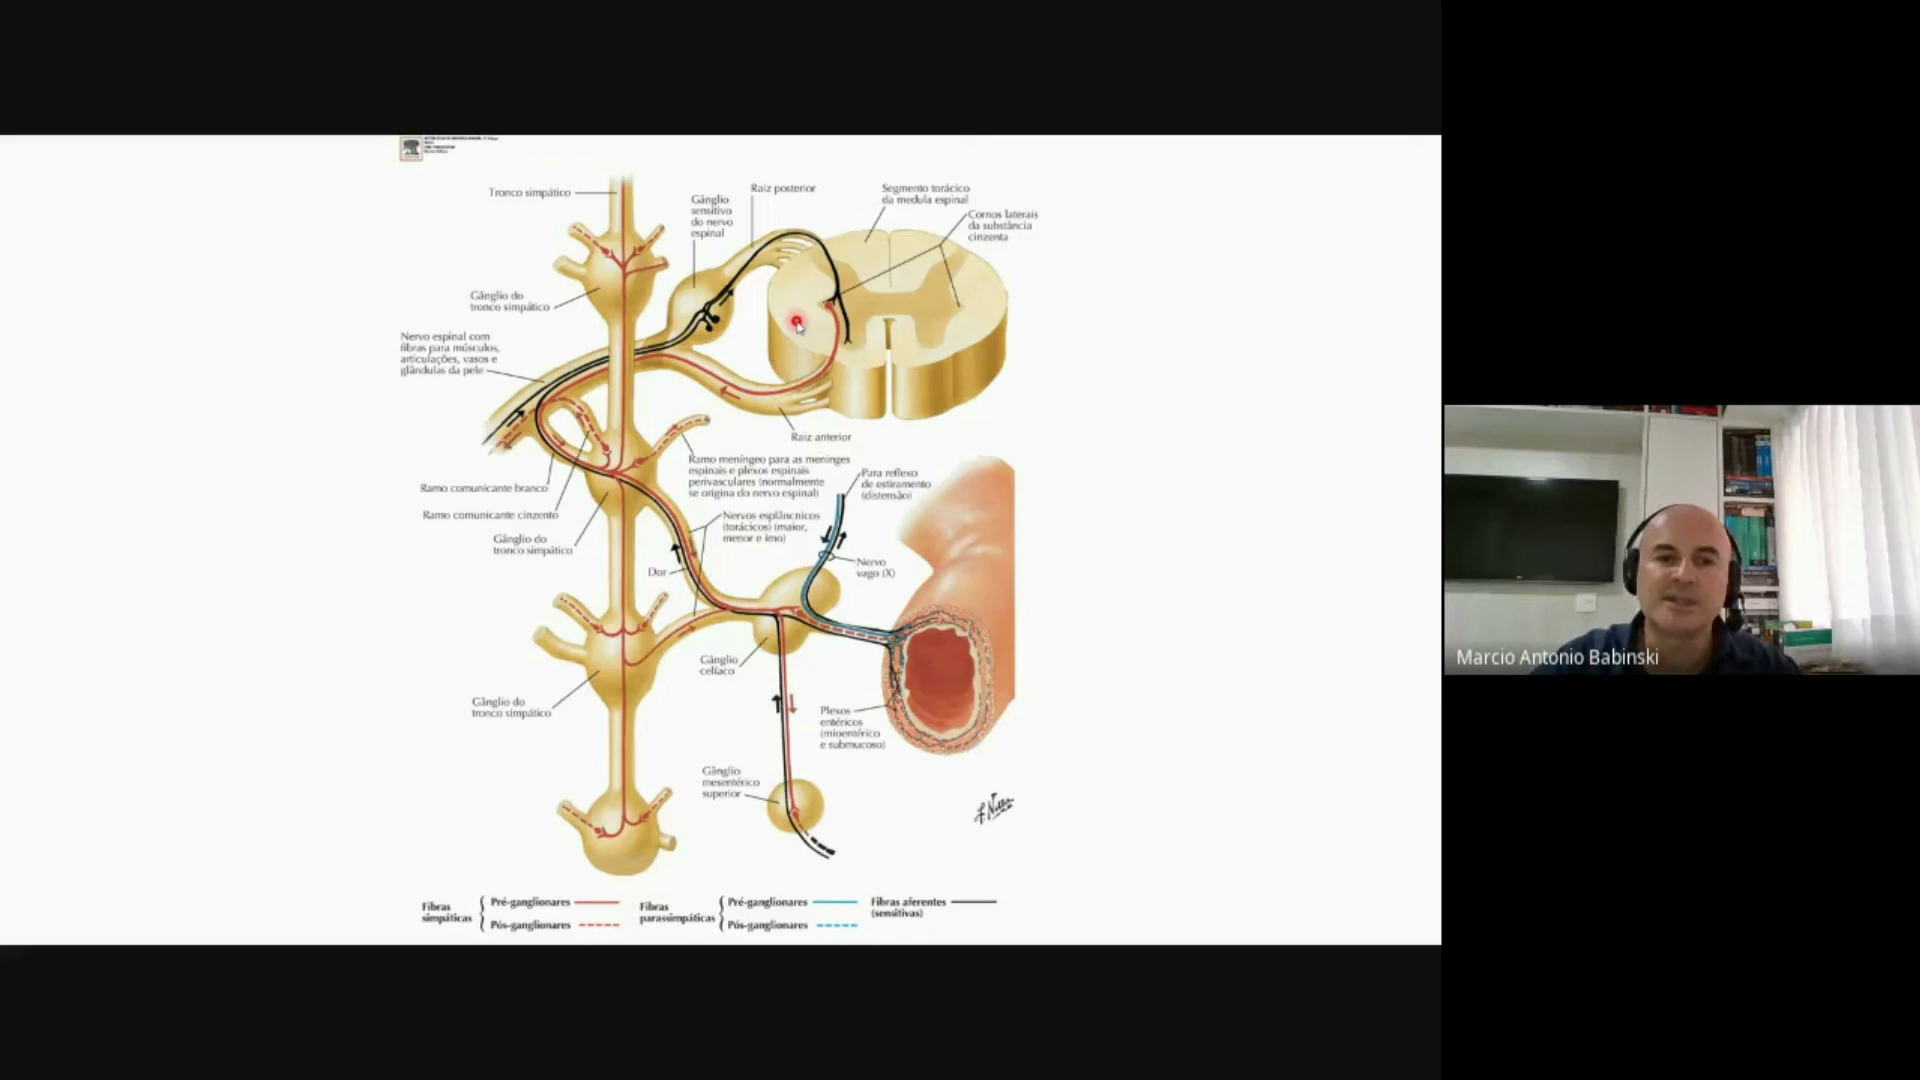 Tronco simpático
Gânglio
sensitivo
do nervo
espinal
Raiz posterior
Segmento torácico
da medula espinal
Cornos laterais
da substância
cinzenta
Gânglio do
tronco simpático
Nervo espinal com
fibras para músculos,
articulações, vasos e
glândulas da pele
Raiz anterior
Ramo meníngeo para as meninges
espinais e plexos espinais
perivasculares (normalmente
se origina do nervo espinal)
Para reflexo
de estiramento
(distensão)
Ramo comunicante branco
Ramo comunicante cinzento
Gânglio do
tronco simpático
Nervos esplâncnicos
(torácicos) (maior,
menor e imo)
Dor
Nervo
vago (X)
Gânglio
celíaco
Gânglio do
tronco simpático
Plexos
entéricos
(mioentérico
e submucoso)
Gânglio
mesentérico
superior
Fibras
simpáticas
Pré-ganglionares
Pós-ganglionares
Fibras
parassimpáticas
Pré-ganglionares
Pós-ganglionares
Fibras aferentes
(sensitivas)
Marcio Antonio Babinski